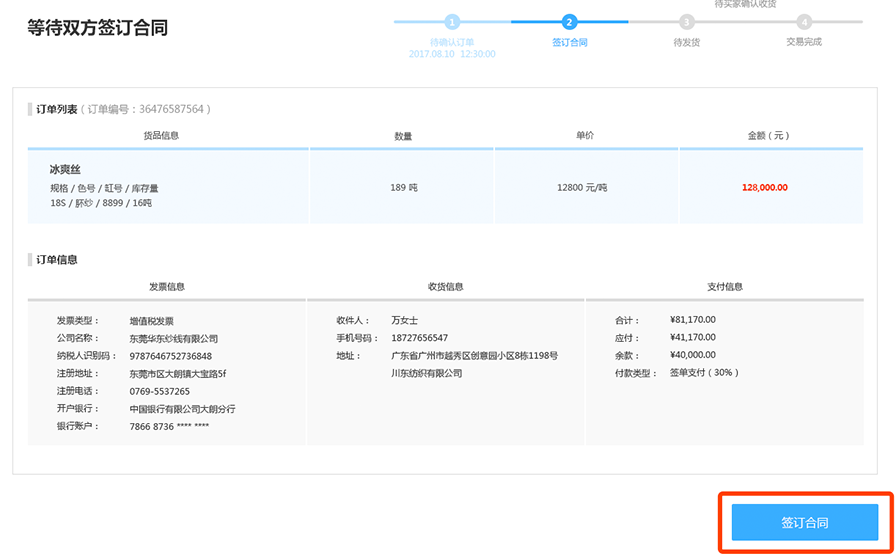 待买家确认收货
等待双方签订合同
1
2
3
4
待确认订单
签订合同
待发货
交易完成
2017.08.10 12:30:00
订单列表 ( 订单编号：36476587564 )
货品信息
数量
单价
金额（元）
冰爽丝
规格 / 色号 / 缸号 / 库存量
18S / 胚纱 / 8899 / 16吨
189 吨
12800 元/吨
128,000.00
订单信息
发票信息
收货信息
支付信息
发票类型： 增值税发票
公司名称： 东莞华东纱线有限公司
纳税人识别码： 9787646752736848
注册地址： 东莞市区大朗镇大宝路5f
注册电话： 0769-5537265
开户银行： 中国银行有限公司大朗分行
银行账户： 7866 8736 **** ****
收件人： 万女士
手机号码： 18727656547
地址： 广东省广州市越秀区创意园小区8栋1198号
川东纺织有限公司
合计： ¥81,170.00
应付： ¥41,170.00
余款： ¥40,000.00
付款类型： 签单支付（30%）
签订合同